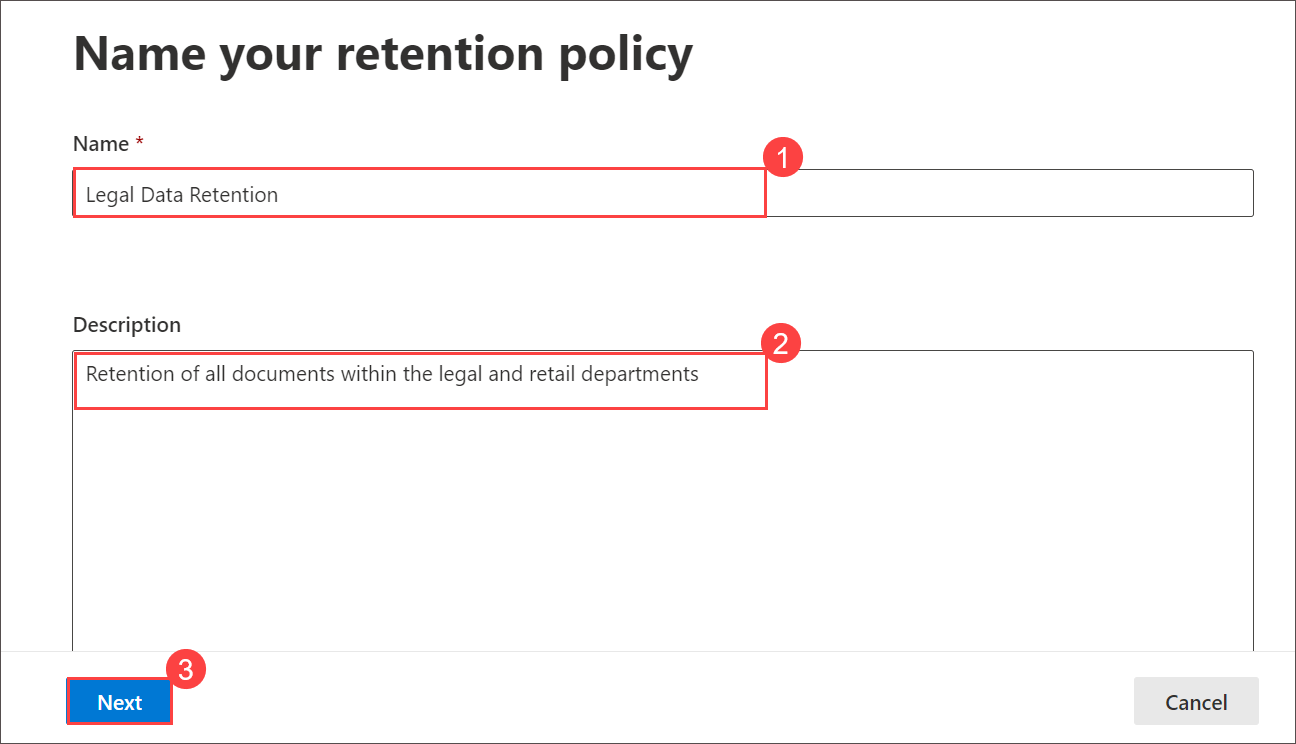 Name your retention policy
Name *
1
Legal Data Retention
Description
2
Retention of all documents within the legal and retail departments
3
Next
Cancel